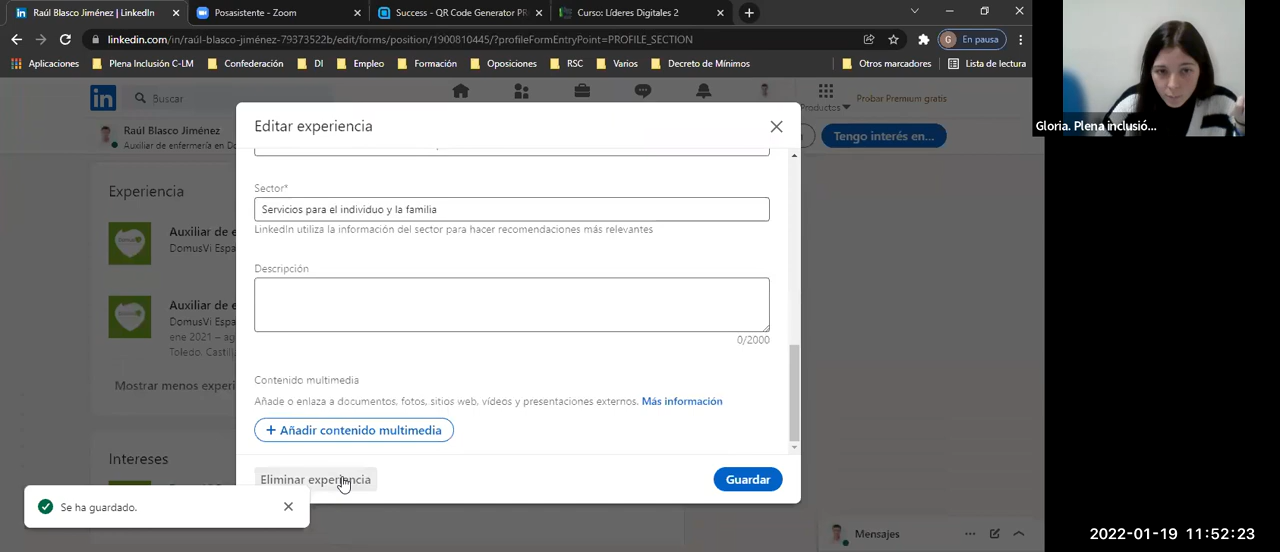 Raúl Blasco Jiménez | LinkedIn
Posasistente - Zoom
Success - QR Code Generator PR
Curso: Líderes Digitales 2
linkedin.com/in/raúl-blasco-jiménez-79373522b/edit/forms/position/1900810445/?profileFormEntryPoint=PROFILE_SECTION
G En pausa
Aplicaciones
Plena Inclusión C-LM
Confederación
DI
Empleo
Formación
Oposiciones
RSC
Varios
Decreto de Mínimos
Otros marcadores
Lista de lectura
in
Buscar
Productos
Probar Premium gratis
Gloria. Plena inclusió...
Raúl Blasco Jiménez
Auxiliar de enfermería en Do
Tengo interés en...
Editar experiencia
Experiencia
Sector*
Servicios para el individuo y la familia
LinkedIn utiliza la información del sector para hacer recomendaciones más relevantes
Auxiliar de e
DomusVi Espa
Descripción
0/2000
Auxiliar de e
DomusVi Espa
ene 2021 – ag
Toledo, Castil
Mostrar menos experi
Contenido multimedia
Añade o enlaza a documentos, fotos, sitios web, vídeos y presentaciones externos. Más información
+ Añadir contenido multimedia
Intereses
Eliminar experiencia
Guardar
Se ha guardado.
Mensajes
2022-01-19 11:52:23